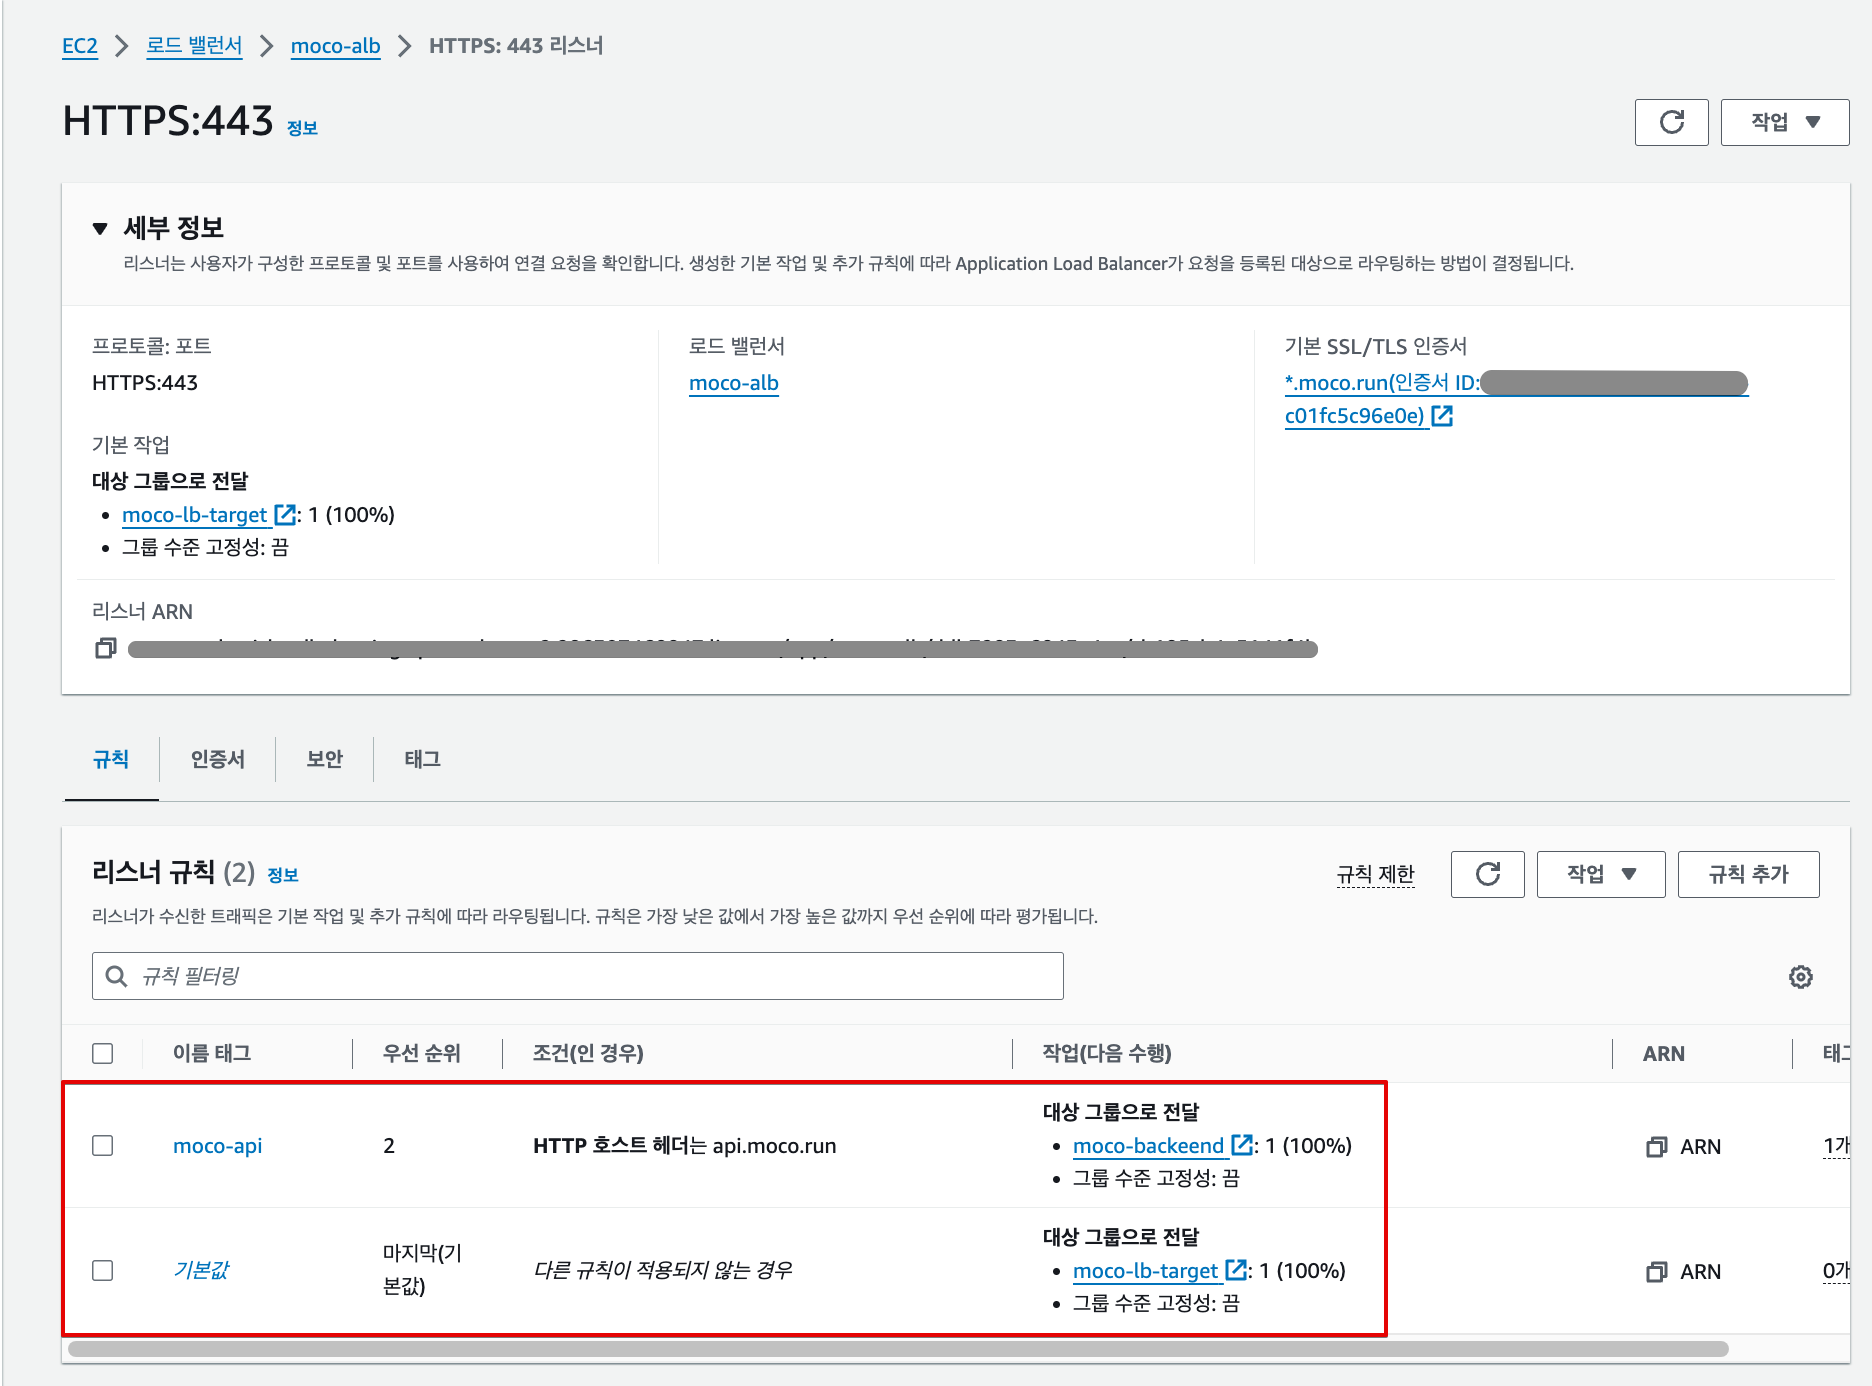 EC2 > 로드 밸런서 > moco-alb > HTTPS: 443 리스너
HTTPS:443 정보
작업 ▼
▼ 세부 정보
리스너는 사용자가 구성한 프로토콜 및 포트를 사용하여 연결 요청을 확인합니다. 생성한 기본 작업 및 추가 규칙에 따라 Application Load Balancer가 요청을 등록된 대상으로 라우팅하는 방법이 결정됩니다.
프로토콜: 포트
HTTPS:443
기본 작업
대상 그룹으로 전달
• moco-lb-target : 1 (100%)
• 그룹 수준 고정성: 끔
로드 밸런서
moco-alb
기본 SSL/TLS 인증서
*.moco.run(인증서 ID:
c01fc5c96e0e)
리스너 ARN
규칙 인증서 보안 태그
리스너 규칙 (2) 정보
규칙 제한 작업 ▼ 규칙 추가
리스너가 수신한 트래픽은 기본 작업 및 추가 규칙에 따라 라우팅됩니다. 규칙은 가장 낮은 값에서 가장 높은 값까지 우선 순위에 따라 평가됩니다.
규칙 필터링
이름 태그 우선 순위 조건(인 경우) 작업(다음 수행) ARN
moco-api 2 HTTP 호스트 헤더는 api.moco.run
대상 그룹으로 전달
• moco-backeend : 1 (100%)
• 그룹 수준 고정성: 끔
ARN 1개
기본값
마지막(기
본값)
다른 규칙이 적용되지 않는 경우
대상 그룹으로 전달
• moco-lb-target : 1 (100%)
• 그룹 수준 고정성: 끔
ARN 0개